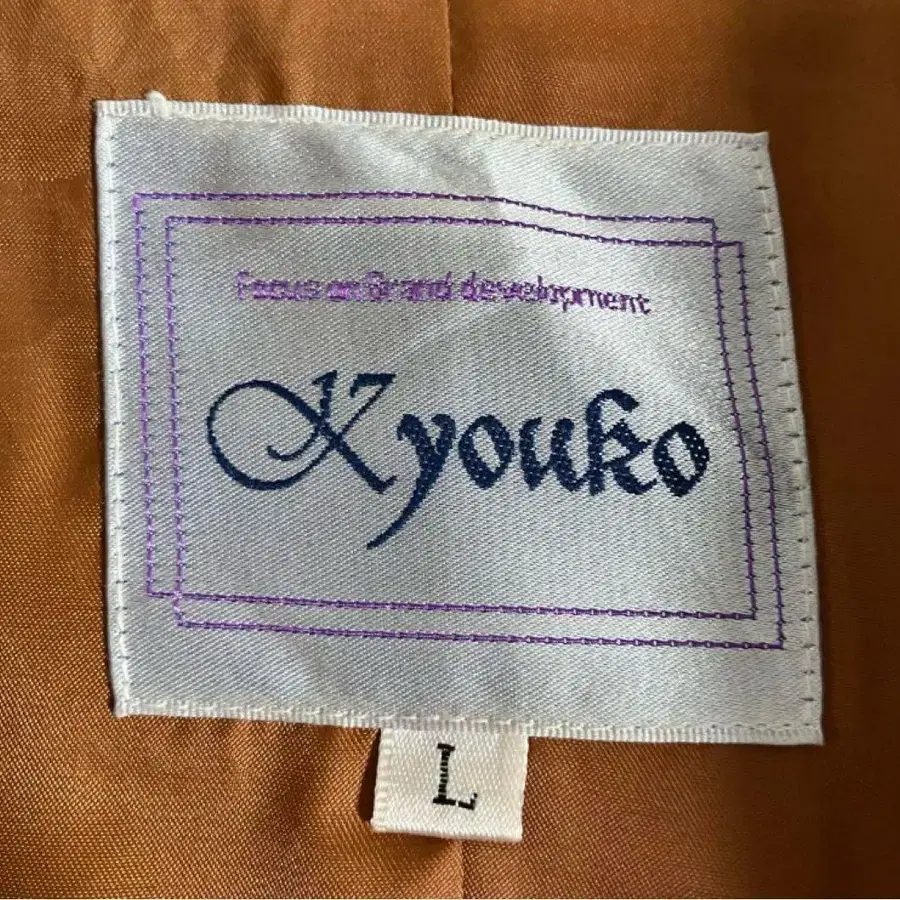 Focus on Brand development
Kyouko
L